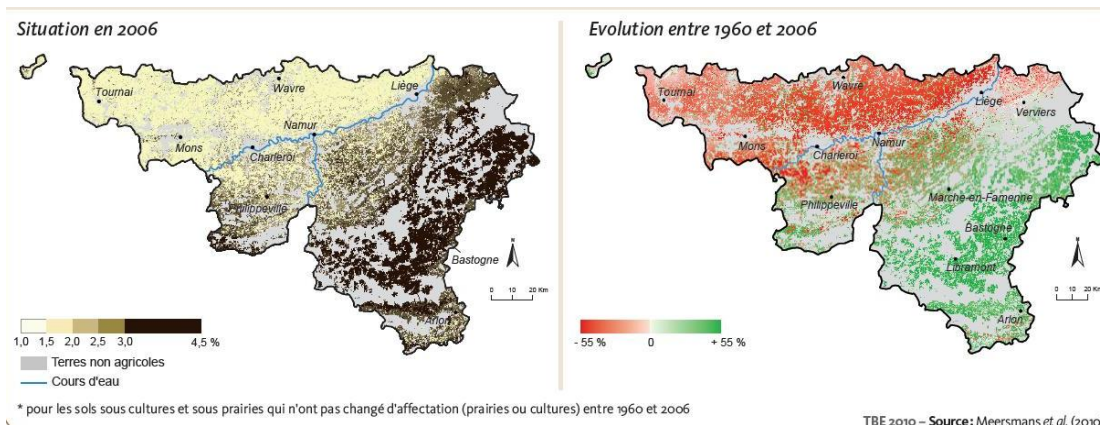 Situation en 2006
Tournai
Wavre
Liège
Namur
Mons
Charleroi
Philippeville
Bastogne
Arlon
N
0 10 20 Km
1,0 1,5 2,0 2,5 3,0 4,5 %
Terres non agricoles
Cours d'eau
Evolution entre 1960 et 2006
Tournai
Wavre
Liège
Verviers
Namur
Mons
Charleroi
Philippeville
Marche-en-Famenne
Bastogne
Libramont
Arlon
N
0 10 20 Km
- 55 % 0 + 55 %
* pour les sols sous cultures et sous prairies qui n'ont pas changé d'affectation (prairies ou cultures) entre 1960 et 2006
TBE 2010 – Source: Meersmans et al. (2010